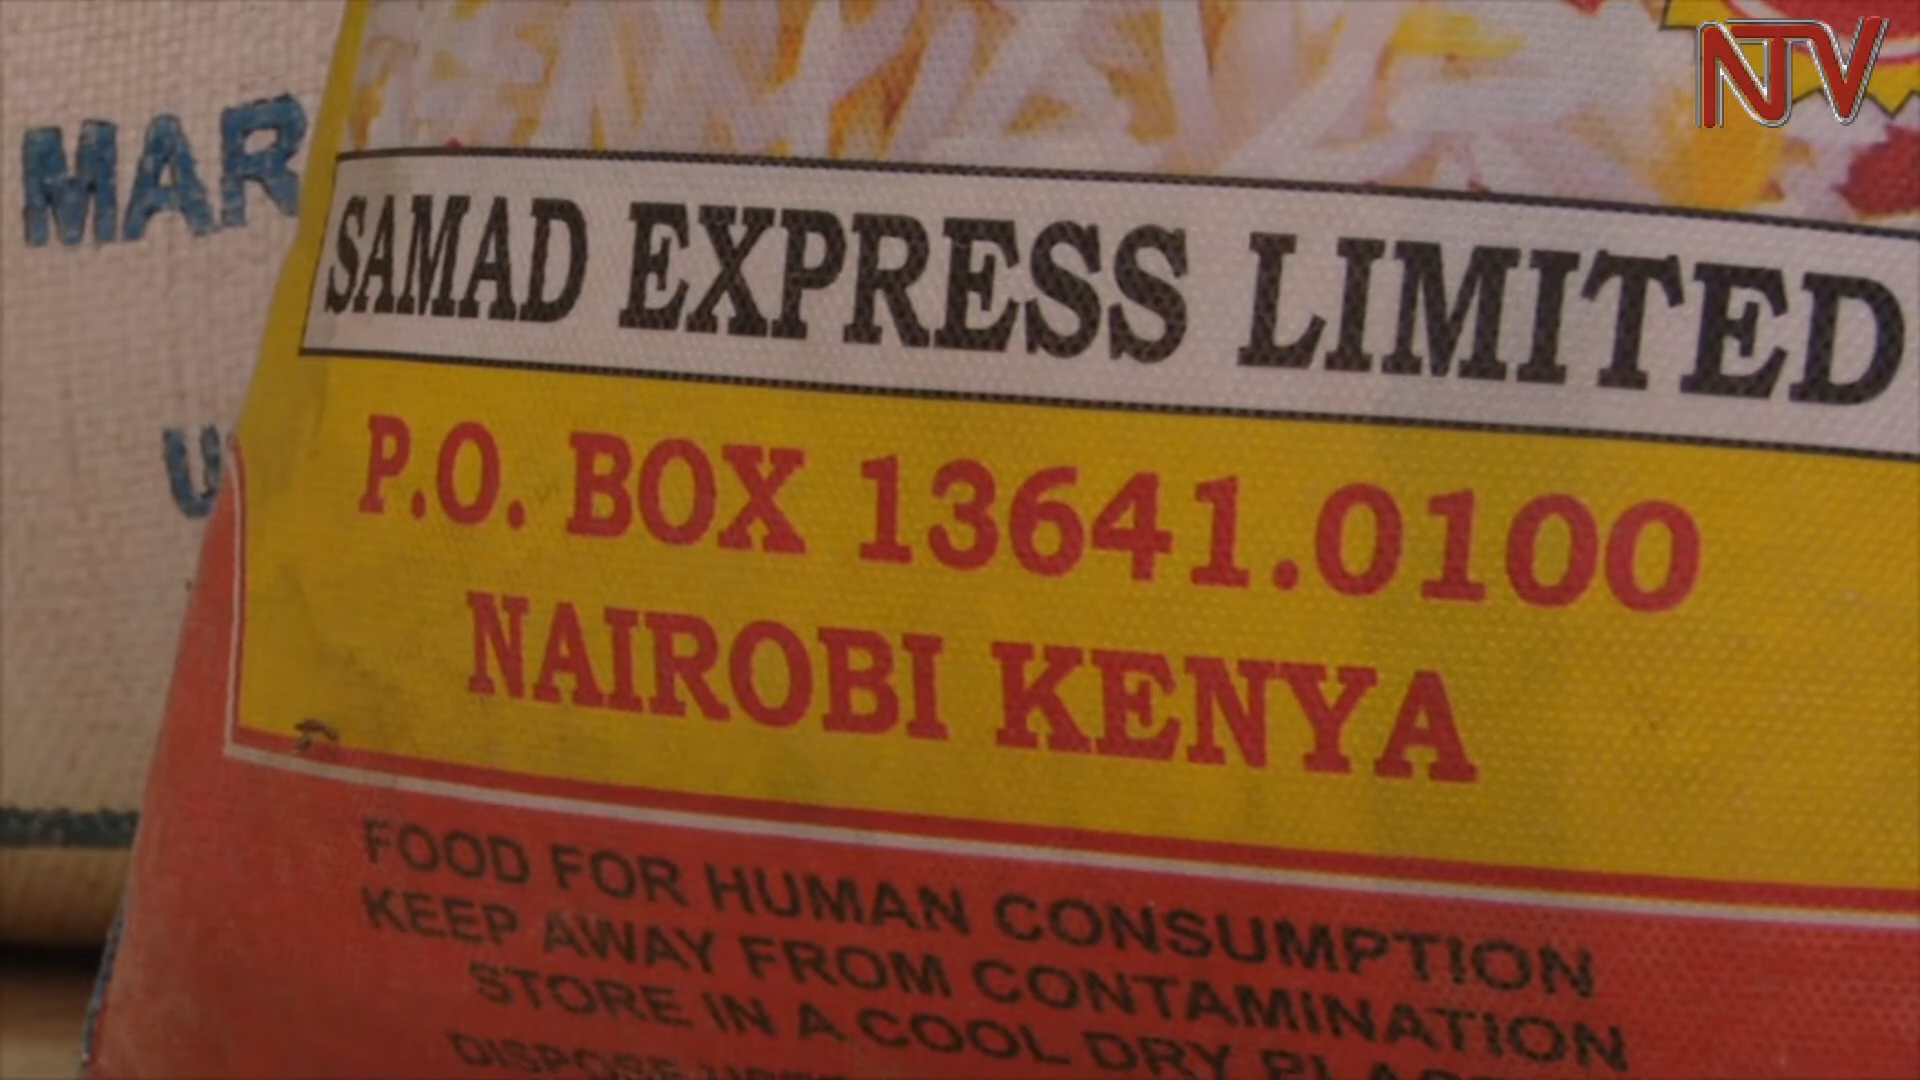 NTV
MAR
SAMAD EXPRESS LIMITED
P.O. BOX 13641.0100
NAIROBI KENYA
FOOD FOR HUMAN CONSUMPTION
KEEP AWAY FROM CONTAMINATION
STORE IN A COOL DRY